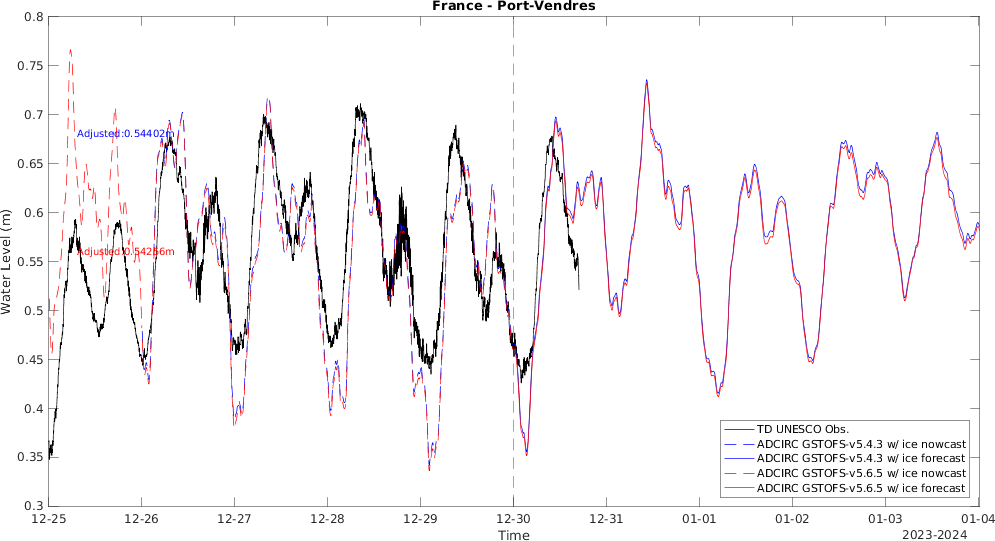 France - Port-Vendres
0.8
0.75
0.7
0.65
0.6
0.55
0.5
0.45
0.4
0.35
0.3
Water Level (m)
Adjusted:0.54402m
Adjusted:0.54266m
TD UNESCO Obs.
ADCIRC GSTOFS-v5.4.3 w/ ice nowcast
ADCIRC GSTOFS-v5.4.3 w/ ice forecast
ADCIRC GSTOFS-v5.6.5 w/ ice nowcast
ADCIRC GSTOFS-v5.6.5 w/ ice forecast
12-25 12-26 12-27 12-28 12-29 12-30 12-31 01-01 01-02 01-03 01-04
Time
2023-2024